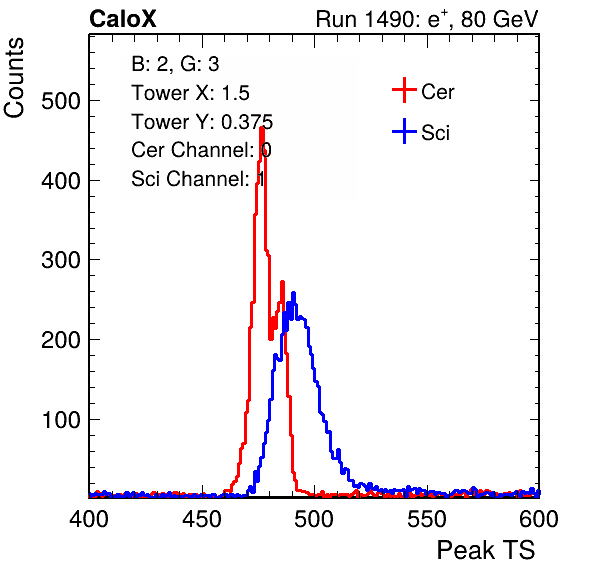 CaloX Run 1490: e⁺, 80 GeV
Counts
B: 2, G: 3
Tower X: 1.5
Tower Y: 0.375
Cer Channel: 0
Sci Channel: 1
Cer
Sci
500
400
300
200
100
400 450 500 550 600
Peak TS